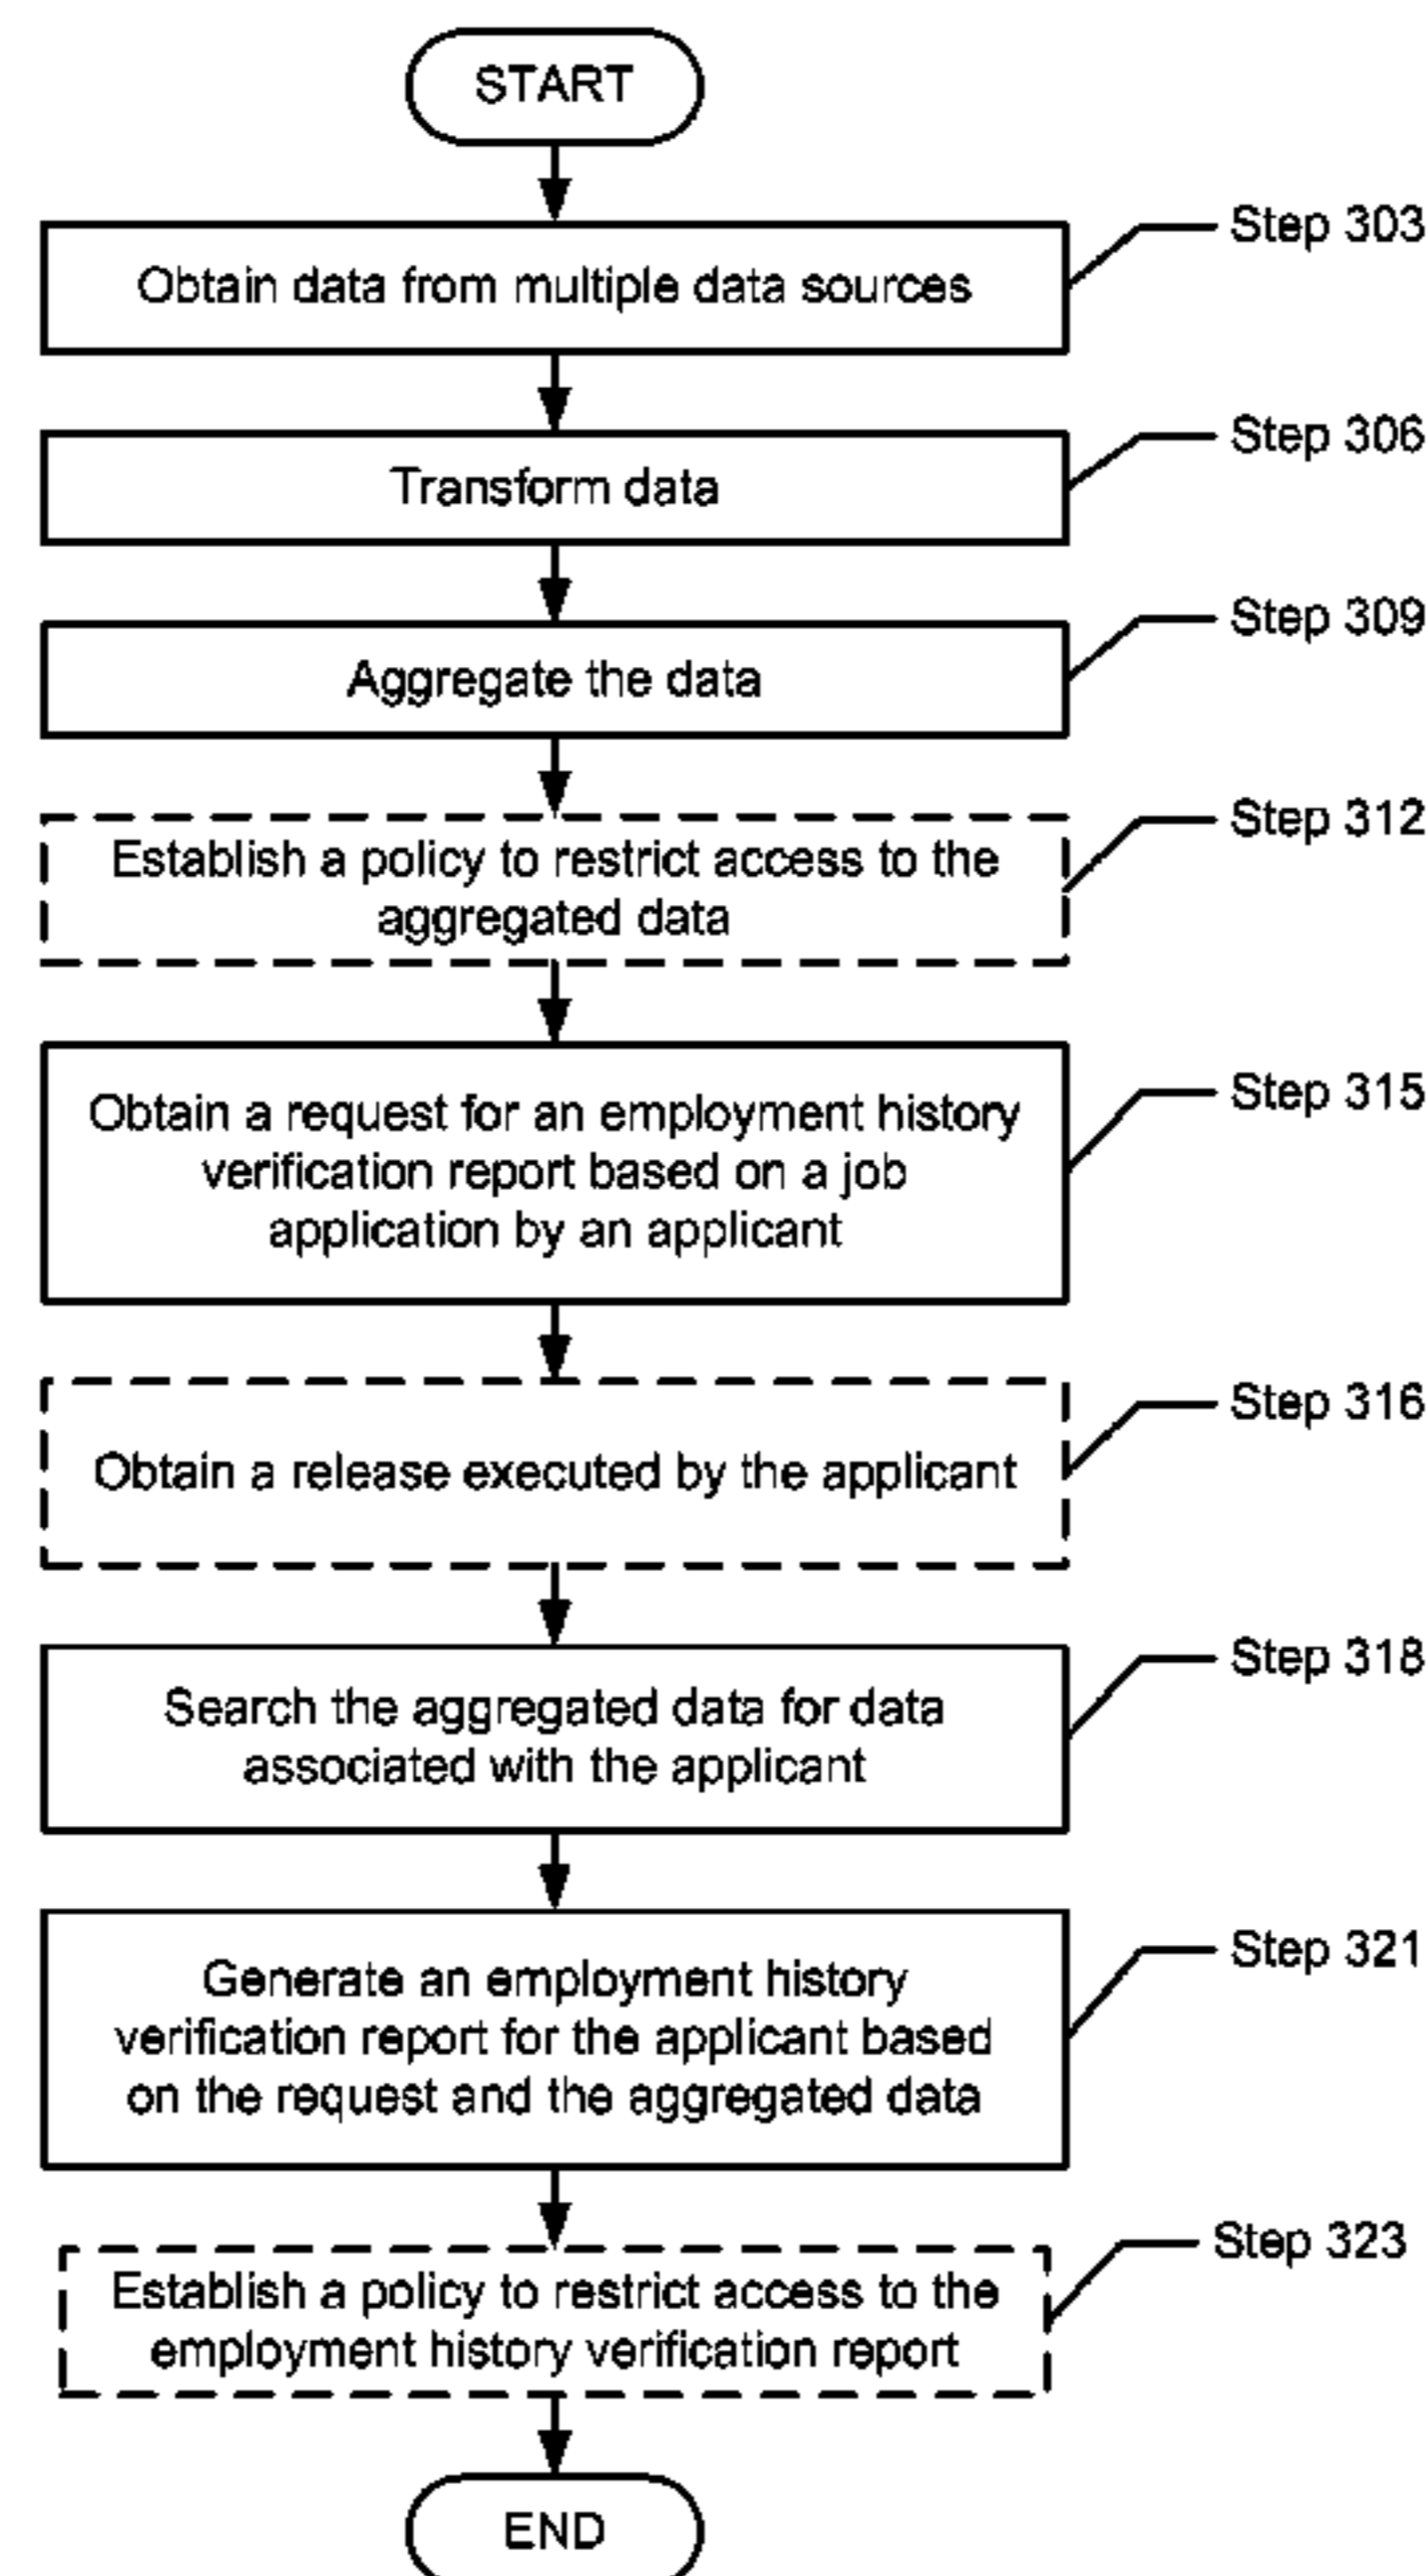 START
Step 303
Obtain data from multiple data sources
Step 306
Transform data
Step 309
Aggregate the data
Step 312
Establish a policy to restrict access to the
aggregated data
Step 315
Obtain a request for an employment history
verification report based on a job
application by an applicant
Step 316
Obtain a release executed by the applicant
Step 318
Search the aggregated data for data
associated with the applicant
Step 321
Generate an employment history
verification report for the applicant based
on the request and the aggregated data
Step 323
Establish a policy to restrict access to the
employment history verification report
END